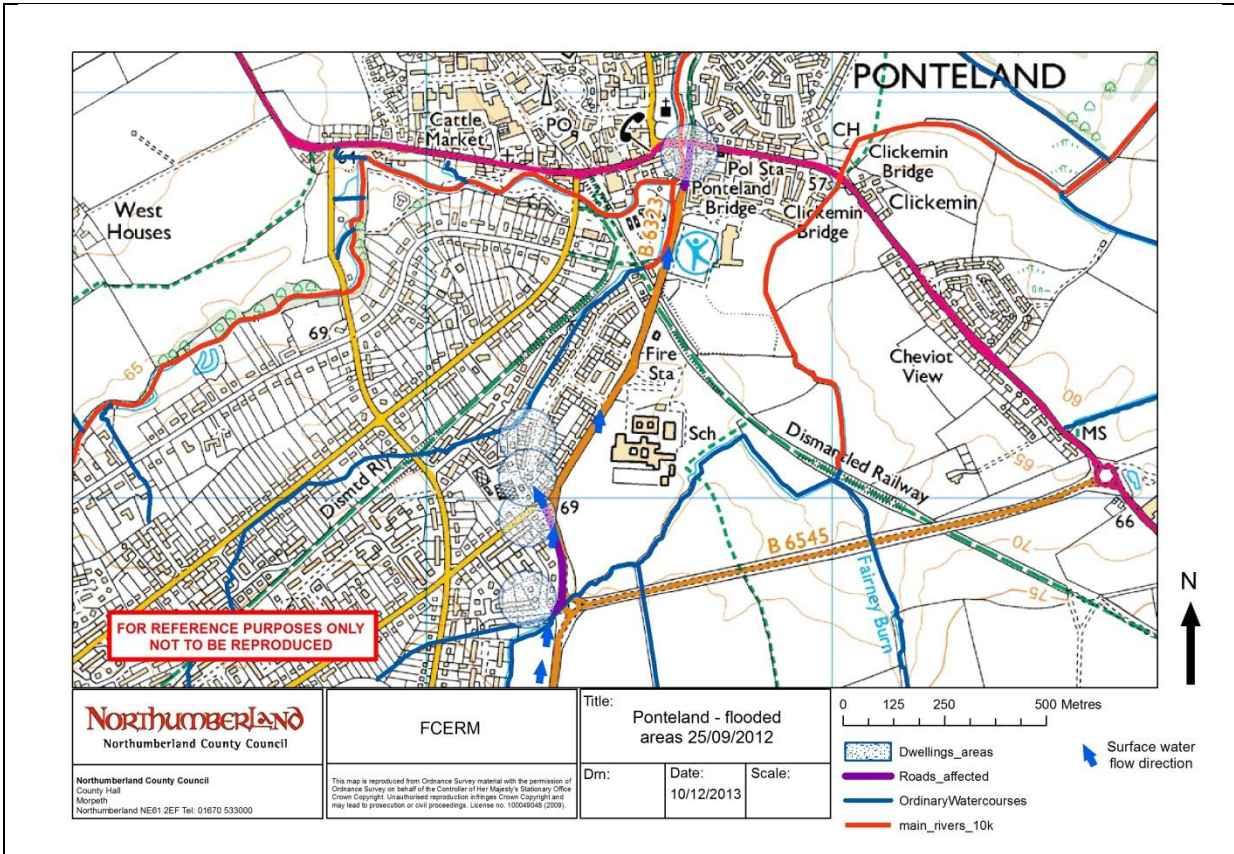 PONTELAND
Cattle
Market
PO
CH
Clickemin
Bridge
Pol Sta
57
Ponteland
Bridge
Clickemin
Bridge
Clickemin
64
West
Houses
B 6323
69
65
Cheviot
View
60
Fire
Sta
Sch
MS
Dismtd Rly
Dismantled Railway
65
66
69
B 6545
70
75
Fairney Burn
FOR REFERENCE PURPOSES ONLY
NOT TO BE REPRODUCED
N
NORTHUMBERLAND
Northumberland County Council
FCERM
Title:
Ponteland - flooded
areas 25/09/2012
Northumberland County Council
County Hall
Morpeth
Northumberland NE61 2EF Tel: 01670 533000
This map is reproduced from Ordnance Survey material with the permission of
Ordnance Survey on behalf of the Controller of Her Majesty's Stationary Office
Crown Copyright. Unauthorised reproduction infringes Crown Copyright and
may lead to prosecution or civil proceedings. License no. 100049048 (2009).
Drn:
Date:
10/12/2013
Scale:
0 125 250 500 Metres
Dwellings_areas
Roads_affected
OrdinaryWatercourses
main_rivers_10k
Surface water
flow direction